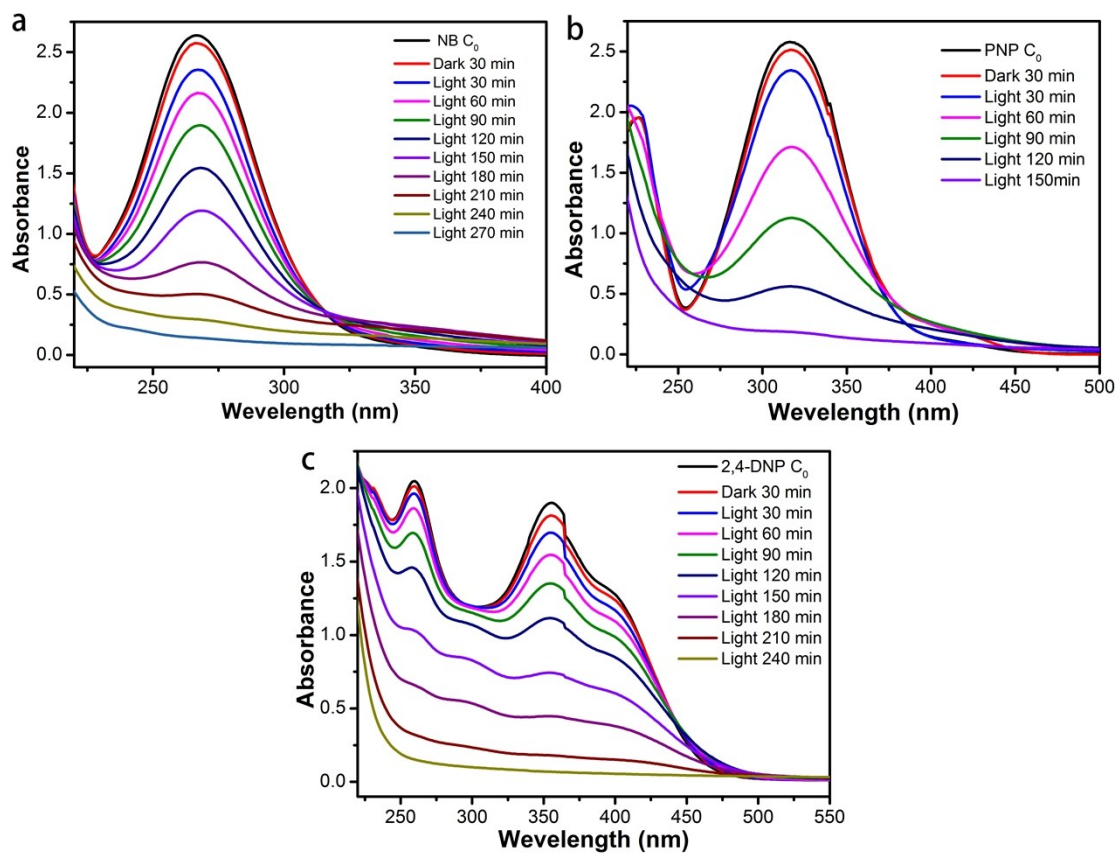 a
NB C₀
Dark 30 min
Light 30 min
Light 60 min
Light 90 min
Light 120 min
Light 150 min
Light 180 min
Light 210 min
Light 240 min
Light 270 min
2.5
2.0
1.5
1.0
0.5
0.0
Absorbance
250 300 350 400
Wavelength (nm)
b
PNP C₀
Dark 30 min
Light 30 min
Light 60 min
Light 90 min
Light 120 min
Light 150min
2.5
2.0
1.5
1.0
0.5
0.0
Absorbance
250 300 350 400 450 500
Wavelength (nm)
c
2,4-DNP C₀
Dark 30 min
Light 30 min
Light 60 min
Light 90 min
Light 120 min
Light 150 min
Light 180 min
Light 210 min
Light 240 min
2.0
1.5
1.0
0.5
0.0
Absorbance
250 300 350 400 450 500 550
Wavelength (nm)